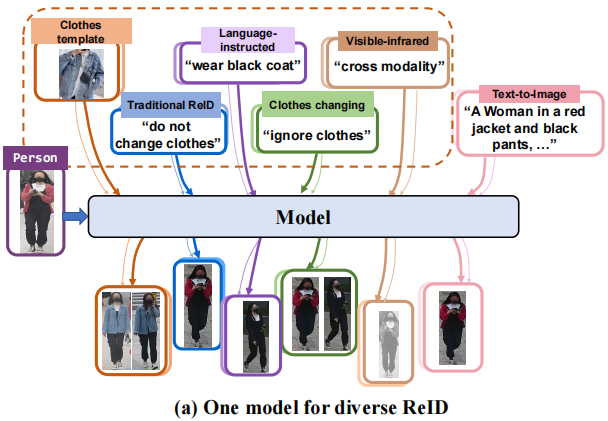 Clothes
template
Language-
instructed
"wear black coat"
Visible-infrared
"cross modality"
Traditional ReID
"do not
change clothes"
Clothes changing
"ignore clothes"
Text-to-Image
"A Woman in a red
jacket and black
pants, ..."
Person
Model
(a) One model for diverse ReID